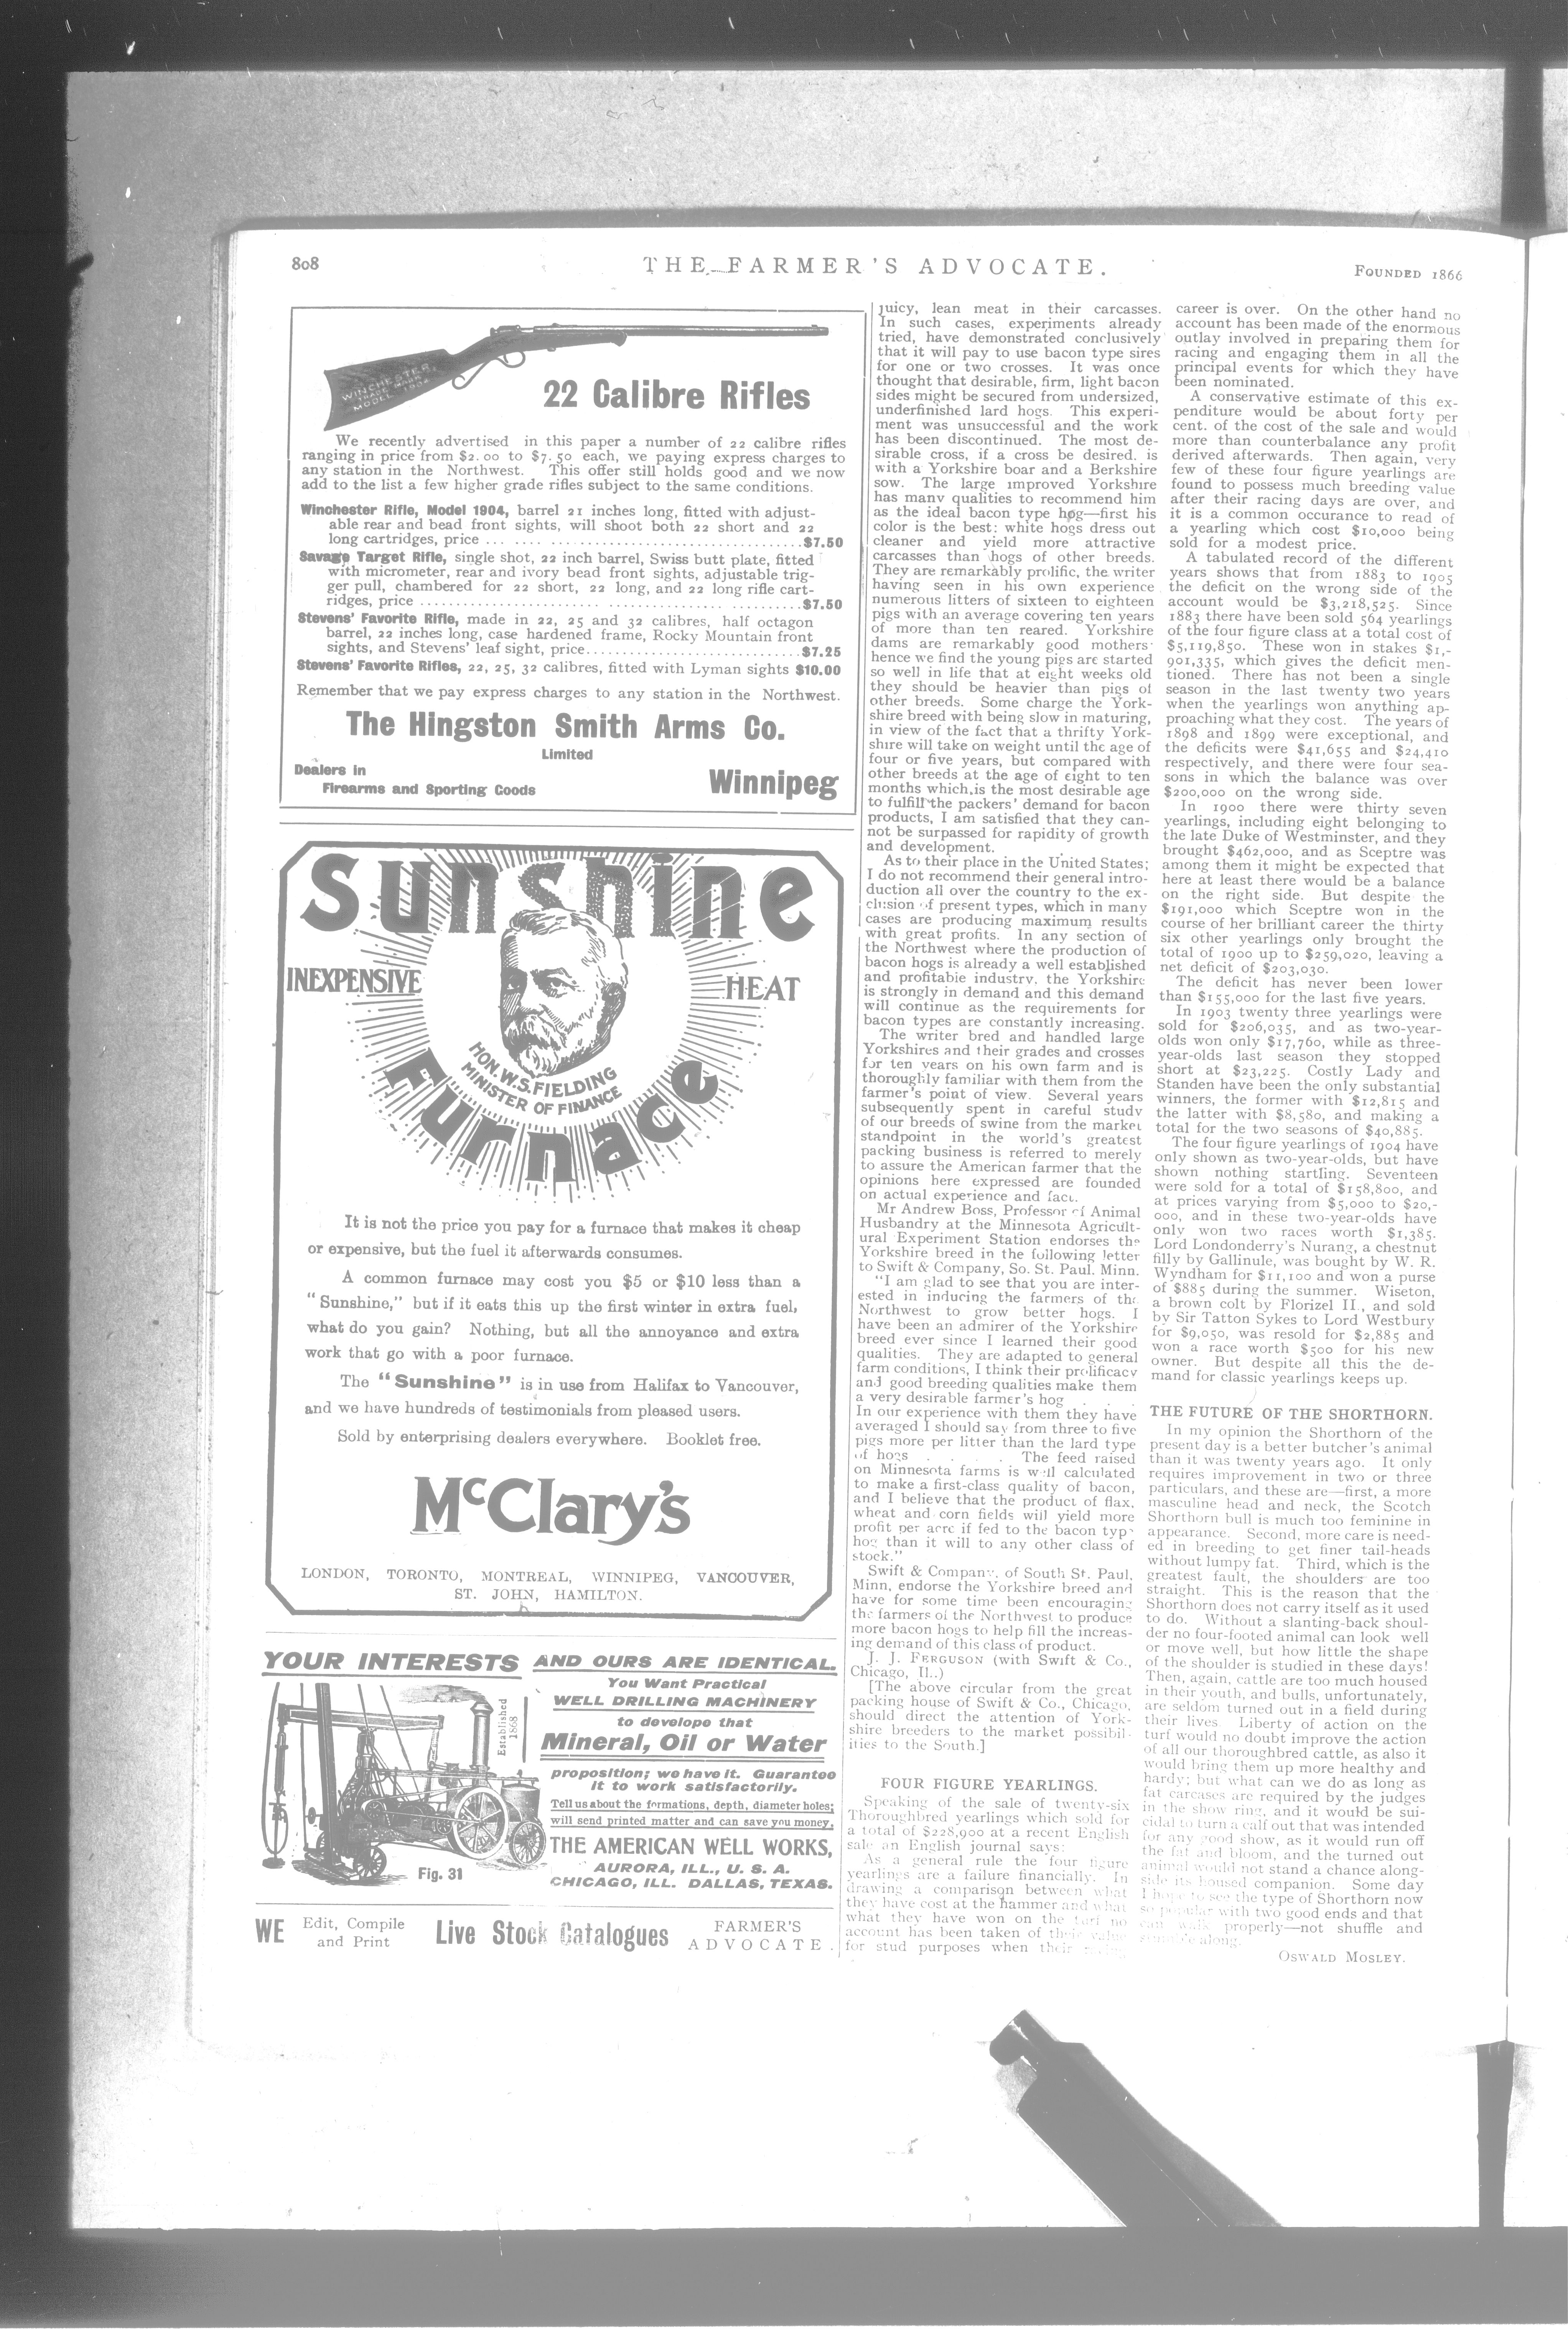 808
THE FARMER'S ADVOCATE.
FOUNDED 1866
WINCHESTER
TRADE MARK
MODEL 1904
22 Calibre Rifles
We recently advertised in this paper a number of 22 calibre rifles
ranging in price from $2.00 to $7.50 each, we paying express charges to
any station in the Northwest. This offer still holds good and we now
add to the list a few higher grade rifles subject to the same conditions.
Winchester Rifle, Model 1904, barrel 21 inches long, fitted with adjust-
able rear and bead front sights, will shoot both 22 short and 22
long cartridges, price ... $7.50
Savage Target Rifle, single shot, 22 inch barrel, Swiss butt plate, fitted
with micrometer, rear and ivory bead front sights, adjustable trig-
ger pull, chambered for 22 short, 22 long, and 22 long rifle cart-
ridges, price ... $7.50
Stevens' Favorite Rifle, made in 22, 25 and 32 calibres, half octagon
barrel, 22 inches long, case hardened frame, Rocky Mountain front
sights, and Stevens' leaf sight, price... $7.25
Stevens' Favorite Rifles, 22, 25, 32 calibres, fitted with Lyman sights $10.00
Remember that we pay express charges to any station in the Northwest.
The Hingston Smith Arms Co.
Limited
Dealers in
Firearms and Sporting Goods
Winnipeg
Sunshine
INEXPENSIVE
HEAT
HON. W. S. FIELDING
MINISTER OF FINANCE
Furnace
It is not the price you pay for a furnace that makes it cheap
or expensive, but the fuel it afterwards consumes.
A common furnace may cost you $5 or $10 less than a
"Sunshine," but if it eats this up the first winter in extra fuel,
what do you gain? Nothing, but all the annoyance and extra
work that go with a poor furnace.
The "Sunshine" is in use from Halifax to Vancouver,
and we have hundreds of testimonials from pleased users.
Sold by enterprising dealers everywhere. Booklet free.
McClary's
LONDON, TORONTO, MONTREAL, WINNIPEG, VANCOUVER,
ST. JOHN, HAMILTON.
YOUR INTERESTS AND OURS ARE IDENTICAL.
Established
1868
You Want Practical
WELL DRILLING MACHINERY
to develope that
Mineral, Oil or Water
proposition; we have it. Guarantee
it to work satisfactorily.
Tell us about the formations, depth, diameter holes;
will send printed matter and can save you money.
THE AMERICAN WELL WORKS,
AURORA, ILL., U. S. A.
CHICAGO, ILL. DALLAS, TEXAS.
Fig. 31
WE Edit, Compile
and Print
Live Stock Catalogues
FARMER'S
ADVOCATE.
juicy, lean meat in their carcasses.
In such cases, experiments already
tried, have demonstrated conclusively
that it will pay to use bacon type sires
for one or two crosses. It was once
thought that desirable, firm, light bacon
sides might be secured from undersized,
underfinished lard hogs. This experi-
ment was unsuccessful and the work
has been discontinued. The most de-
sirable cross, if a cross be desired, is
with a Yorkshire boar and a Berkshire
sow. The large improved Yorkshire
has many qualities to recommend him
as the ideal bacon type hog—first his
color is the best; white hogs dress out
cleaner and yield more attractive
carcasses than hogs of other breeds.
They are remarkably prolific, the writer
having seen in his own experience
numerous litters of sixteen to eighteen
pigs with an average covering ten years
of more than ten reared. Yorkshire
dams are remarkably good mothers
hence we find the young pigs are started
so well in life that at eight weeks old
they should be heavier than pigs of
other breeds. Some charge the York-
shire breed with being slow in maturing,
in view of the fact that a thrifty York-
shire will take on weight until the age of
four or five years, but compared with
other breeds at the age of eight to ten
months which is the most desirable age
to fulfill the packers' demand for bacon
products, I am satisfied that they can-
not be surpassed for rapidity of growth
and development.
As to their place in the United States;
I do not recommend their general intro-
duction all over the country to the ex-
clusion of present types, which in many
cases are producing maximum results
with great profits. In any section of
the Northwest where the production of
bacon hogs is already a well established
and profitable industry, the Yorkshire
is strongly in demand and this demand
will continue as the requirements for
bacon types are constantly increasing.
The writer bred and handled large
Yorkshires and their grades and crosses
for ten years on his own farm and is
thoroughly familiar with them from the
farmer's point of view. Several years
subsequently spent in careful study
of our breeds of swine from the market
standpoint in the world's greatest
packing business is referred to merely
to assure the American farmer that the
opinions here expressed are founded
on actual experience and fact.
Mr Andrew Boss, Professor of Animal
Husbandry at the Minnesota Agricult-
ural Experiment Station endorses the
Yorkshire breed in the following letter
to Swift & Company, So. St. Paul. Minn.
"I am glad to see that you are inter-
ested in inducing the farmers of the
Northwest to grow better hogs. I
have been an admirer of the Yorkshire
breed ever since I learned their good
qualities. They are adapted to general
farm conditions, I think their prolificacy
and good breeding qualities make them
a very desirable farmer's hog . . .
In our experience with them they have
averaged I should say from three to five
pigs more per litter than the lard type
of hogs . . . . The feed raised
on Minnesota farms is well calculated
to make a first-class quality of bacon,
and I believe that the product of flax,
wheat and corn fields will yield more
profit per acre if fed to the bacon type
hog than it will to any other class of
stock."
Swift & Company, of South St. Paul,
Minn, endorse the Yorkshire breed and
have for some time been encouraging
the farmers of the Northwest to produce
more bacon hogs to help fill the increas-
ing demand of this class of product.
J. J. FERGUSON (with Swift & Co.,
Chicago, Il..)
[The above circular from the great
packing house of Swift & Co., Chicago,
should direct the attention of York-
shire breeders to the market possibil-
ities to the South.]
FOUR FIGURE YEARLINGS.
Speaking of the sale of twenty-six
Thoroughbred yearlings which sold for
a total of $228,900 at a recent English
sale an English journal says:
As a general rule the four figure
yearlings are a failure financially. In
drawing a comparison between what
they have cost at the hammer and what
what they have won on the turf no
account has been taken of their value
for stud purposes when their racing
career is over. On the other hand no
account has been made of the enormous
outlay involved in preparing them for
racing and engaging them in all the
principal events for which they have
been nominated.
A conservative estimate of this ex-
penditure would be about forty per
cent. of the cost of the sale and would
more than counterbalance any profit
derived afterwards. Then again, very
few of these four figure yearlings are
found to possess much breeding value
after their racing days are over, and
it is a common occurance to read of
a yearling which cost $10,000 being
sold for a modest price.
A tabulated record of the different
years shows that from 1883 to 1905
the deficit on the wrong side of the
account would be $3,218,525. Since
1883 there have been sold 564 yearlings
of the four figure class at a total cost of
$5,119,850. These won in stakes $1,-
901,335, which gives the deficit men-
tioned. There has not been a single
season in the last twenty two years
when the yearlings won anything ap-
proaching what they cost. The years of
1898 and 1899 were exceptional, and
the deficits were $41,655 and $24,410
respectively, and there were four sea-
sons in which the balance was over
$200,000 on the wrong side.
In 1900 there were thirty seven
yearlings, including eight belonging to
the late Duke of Westminster, and they
brought $462,000, and as Sceptre was
among them it might be expected that
here at least there would be a balance
on the right side. But despite the
$191,000 which Sceptre won in the
course of her brilliant career the thirty
six other yearlings only brought the
total of 1900 up to $259,020, leaving a
net deficit of $203,030.
The deficit has never been lower
than $155,000 for the last five years.
In 1903 twenty three yearlings were
sold for $206,035, and as two-year-
olds won only $17,760, while as three-
year-olds last season they stopped
short at $23,225. Costly Lady and
Standen have been the only substantial
winners, the former with $12,815 and
the latter with $8,580, and making a
total for the two seasons of $40,885.
The four figure yearlings of 1904 have
only shown as two-year-olds, but have
shown nothing startling. Seventeen
were sold for a total of $158,800, and
at prices varying from $5,000 to $20,-
000, and in these two-year-olds have
only won two races worth $1,385.
Lord Londonderry's Nurang, a chestnut
filly by Gallinule, was bought by W. R.
Wyndham for $11,100 and won a purse
of $885 during the summer. Wiseton,
a brown colt by Florizel II., and sold
by Sir Tatton Sykes to Lord Westbury
for $9,050, was resold for $2,885 and
won a race worth $500 for his new
owner. But despite all this the de-
mand for classic yearlings keeps up.
THE FUTURE OF THE SHORTHORN.
In my opinion the Shorthorn of the
present day is a better butcher's animal
than it was twenty years ago. It only
requires improvement in two or three
particulars, and these are—first, a more
masculine head and neck, the Scotch
Shorthorn bull is much too feminine in
appearance. Second, more care is need-
ed in breeding to get finer tail-heads
without lumpy fat. Third, which is the
greatest fault, the shoulders are too
straight. This is the reason that the
Shorthorn does not carry itself as it used
to do. Without a slanting-back shoul-
der no four-footed animal can look well
or move well, but how little the shape
of the shoulder is studied in these days!
Then, again, cattle are too much housed
in their youth, and bulls, unfortunately,
are seldom turned out in a field during
their lives. Liberty of action on the
turf would no doubt improve the action
of all our thoroughbred cattle, as also it
would bring them up more healthy and
hardy; but what can we do as long as
fat carcases are required by the judges
in the show ring, and it would be sui-
cidal to turn a calf out that was intended
for any good show, as it would run off
the fat and bloom, and the turned out
animal would not stand a chance along-
side its housed companion. Some day
I hope to see the type of Shorthorn now
so popular with two good ends and that
can walk properly—not shuffle and
along.
OSWALD MOSLEY.